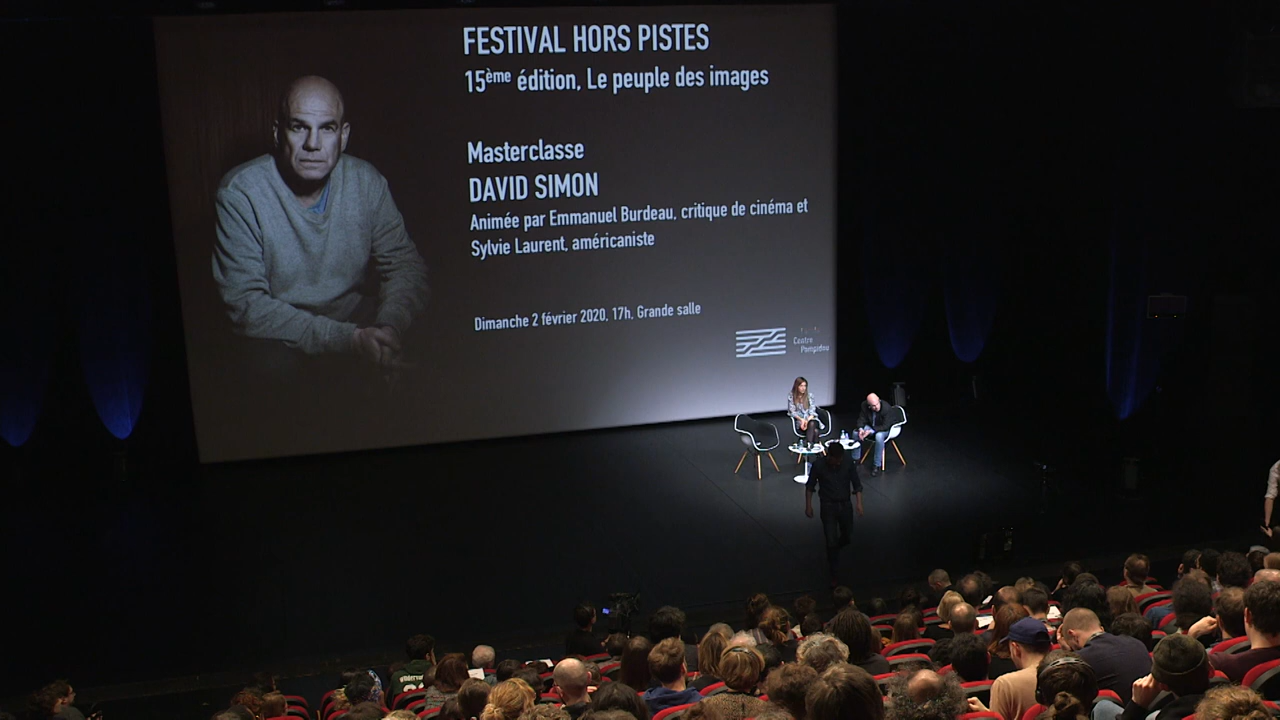 FESTIVAL HORS PISTES
15ème édition, Le peuple des images
Masterclasse
DAVID SIMON
Animée par Emmanuel Burdeau, critique de cinéma et
Sylvie Laurent, américaniste
Dimanche 2 février 2020, 17h, Grande salle
Centre
Pompidou